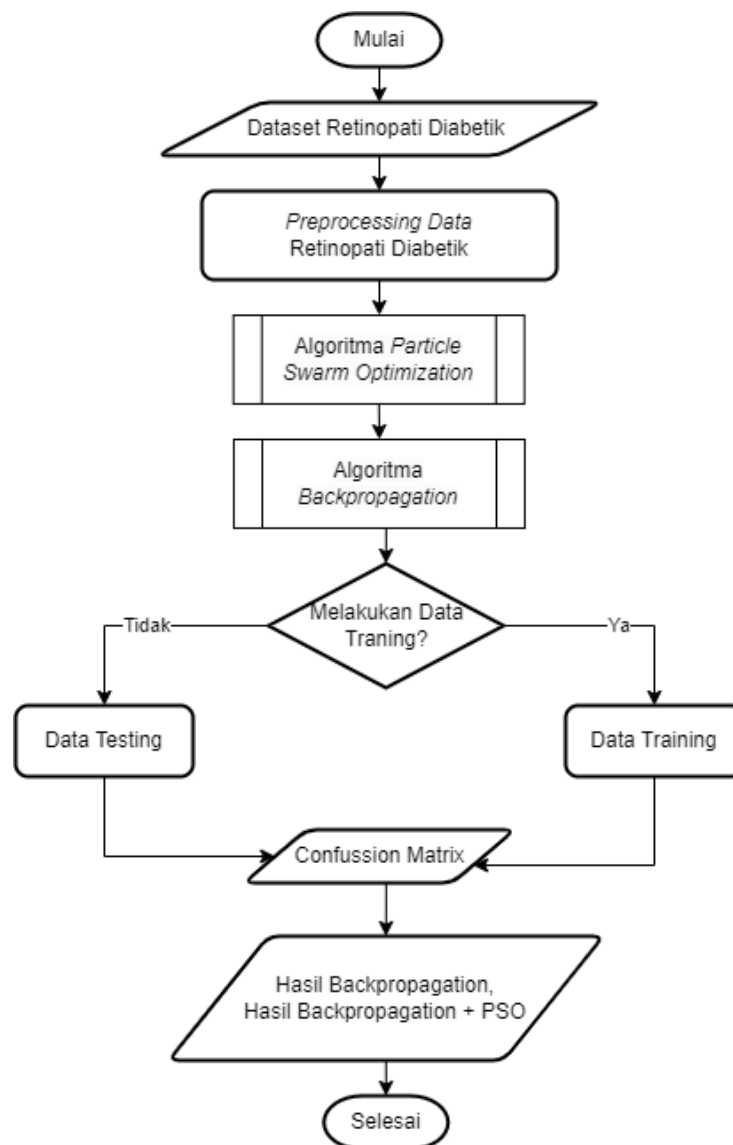 Mulai
Dataset Retinopati Diabetik
Preprocessing Data
Retinopati Diabetik
Algoritma Particle
Swarm Optimization
Algoritma
Backpropagation
Melakukan Data
Traning?
Tidak
Ya
Data Testing
Data Training
Confussion Matrix
Hasil Backpropagation,
Hasil Backpropagation + PSO
Selesai